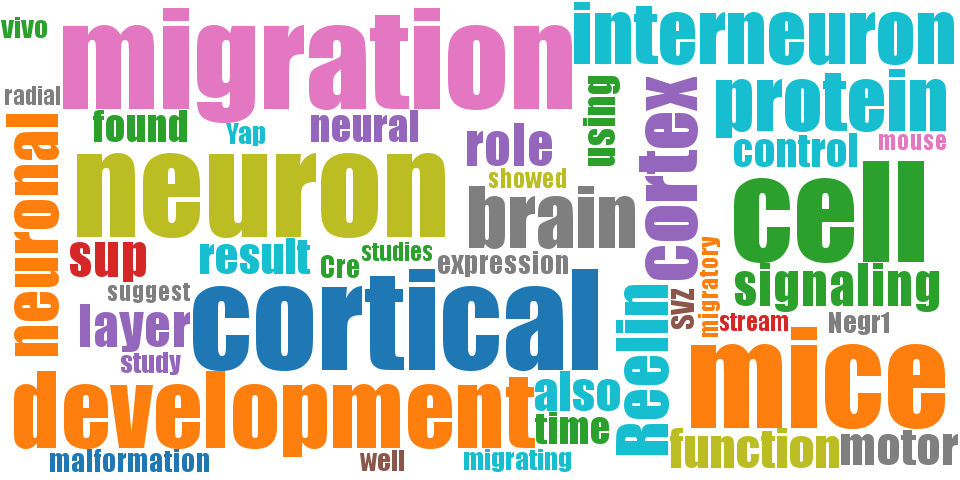 vivo
migration
interneuron
radial
found
Yap
neural
role
using
cortex
protein
control
mouse
neuronal
neuron
showed
brain
cell
sup
result
Cre
studies
expression
signaling
suggest
layer
cortical
svz
migratory
stream
Negr1
study
Reelin
mice
development
also
time
function
motor
malformation
well
migrating